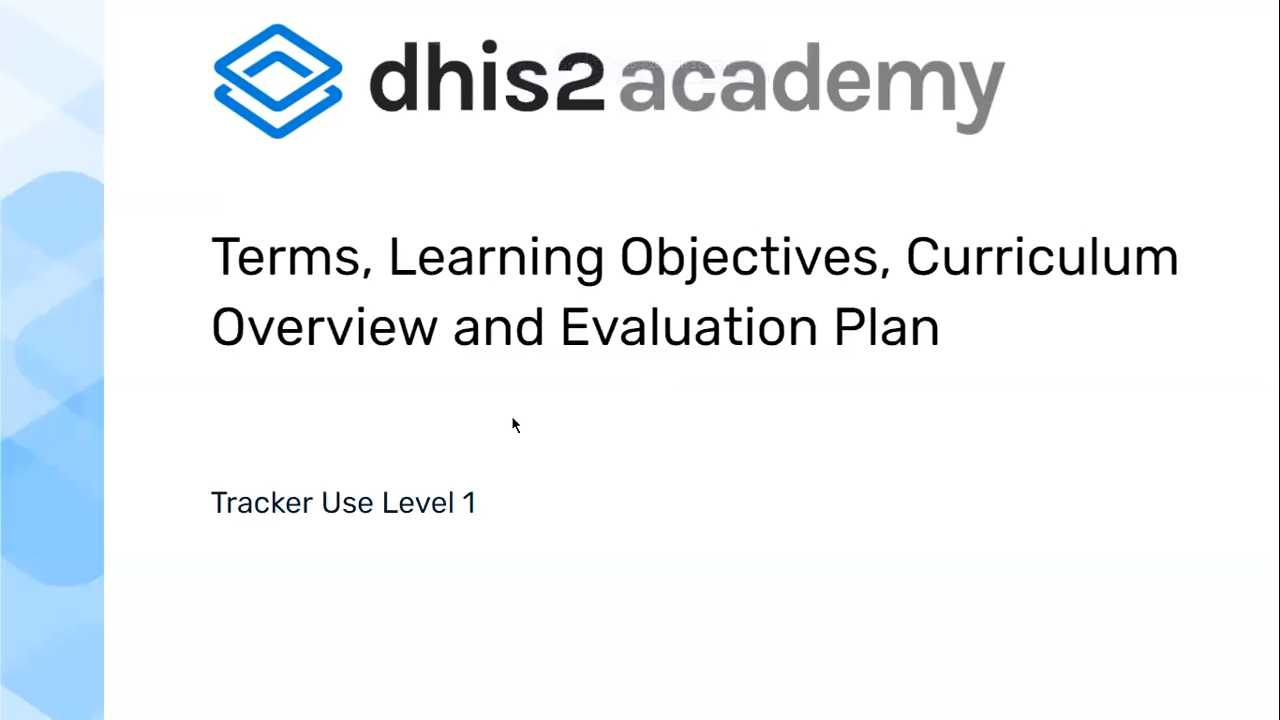 dhis2 academy
Terms, Learning Objectives, Curriculum
Overview and Evaluation Plan
Tracker Use Level 1